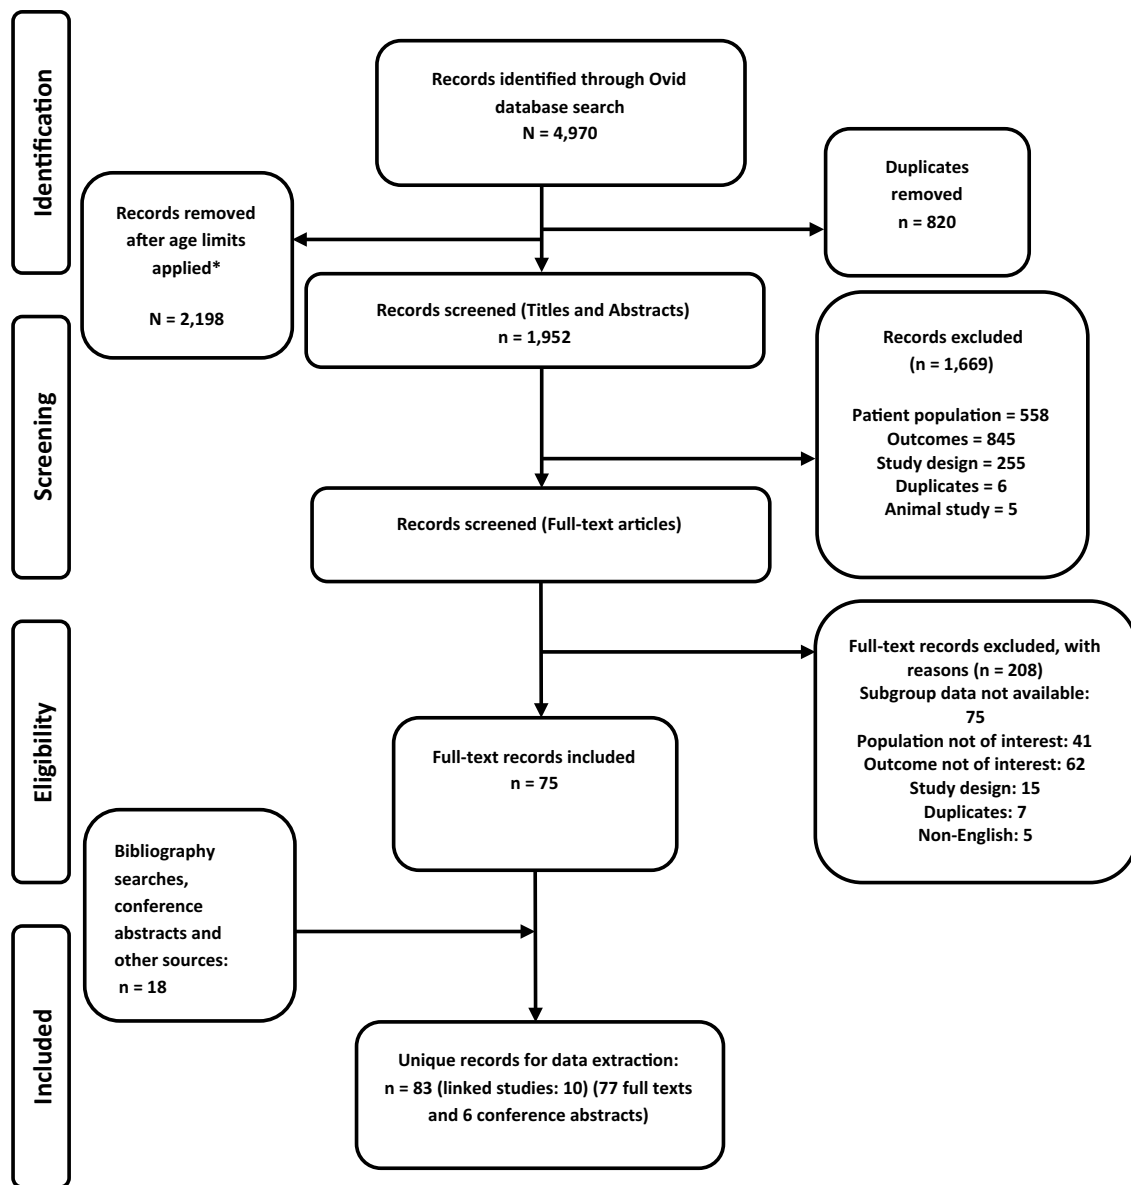 Identification
Records identified through Ovid
database search
N = 4,970
Duplicates
removed
n = 820
Records removed
after age limits
applied*
N = 2,198
Records screened (Titles and Abstracts)
n = 1,952
Screening
Records excluded
(n = 1,669)
Patient population = 558
Outcomes = 845
Study design = 255
Duplicates = 6
Animal study = 5
Records screened (Full-text articles)
Eligibility
Full-text records excluded, with
reasons (n = 208)
Subgroup data not available:
75
Population not of interest: 41
Outcome not of interest: 62
Study design: 15
Duplicates: 7
Non-English: 5
Full-text records included
n = 75
Bibliography
searches,
conference
abstracts and
other sources:
n = 18
Included
Unique records for data extraction:
n = 83 (linked studies: 10) (77 full texts
and 6 conference abstracts)